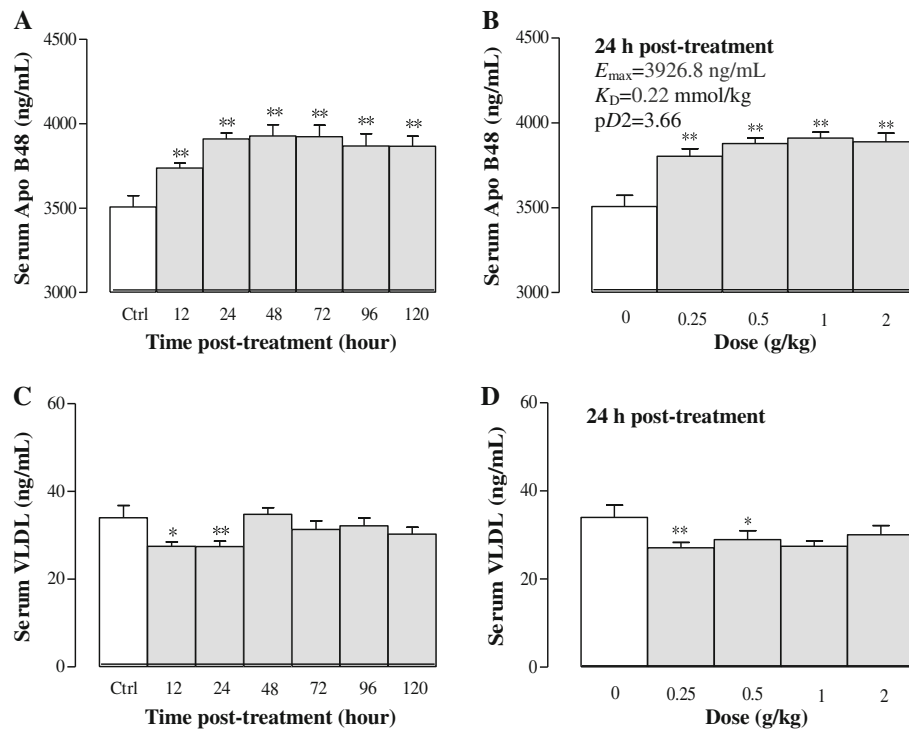 A
Serum Apo B48 (ng/mL)
4500
4000
3500
3000
** ** ** ** ** **
Ctrl 12 24 48 72 96 120
Time post-treatment (hour)
B
Serum Apo B48 (ng/mL)
4500
4000
3500
3000
24 h post-treatment
Emax=3926.8 ng/mL
KD=0.22 mmol/kg
pD2=3.66
** ** ** **
0 0.25 0.5 1 2
Dose (g/kg)
C
Serum VLDL (ng/mL)
60
40
20
0
* **
Ctrl 12 24 48 72 96 120
Time post-treatment (hour)
D
Serum VLDL (ng/mL)
60
40
20
0
24 h post-treatment
** *
0 0.25 0.5 1 2
Dose (g/kg)